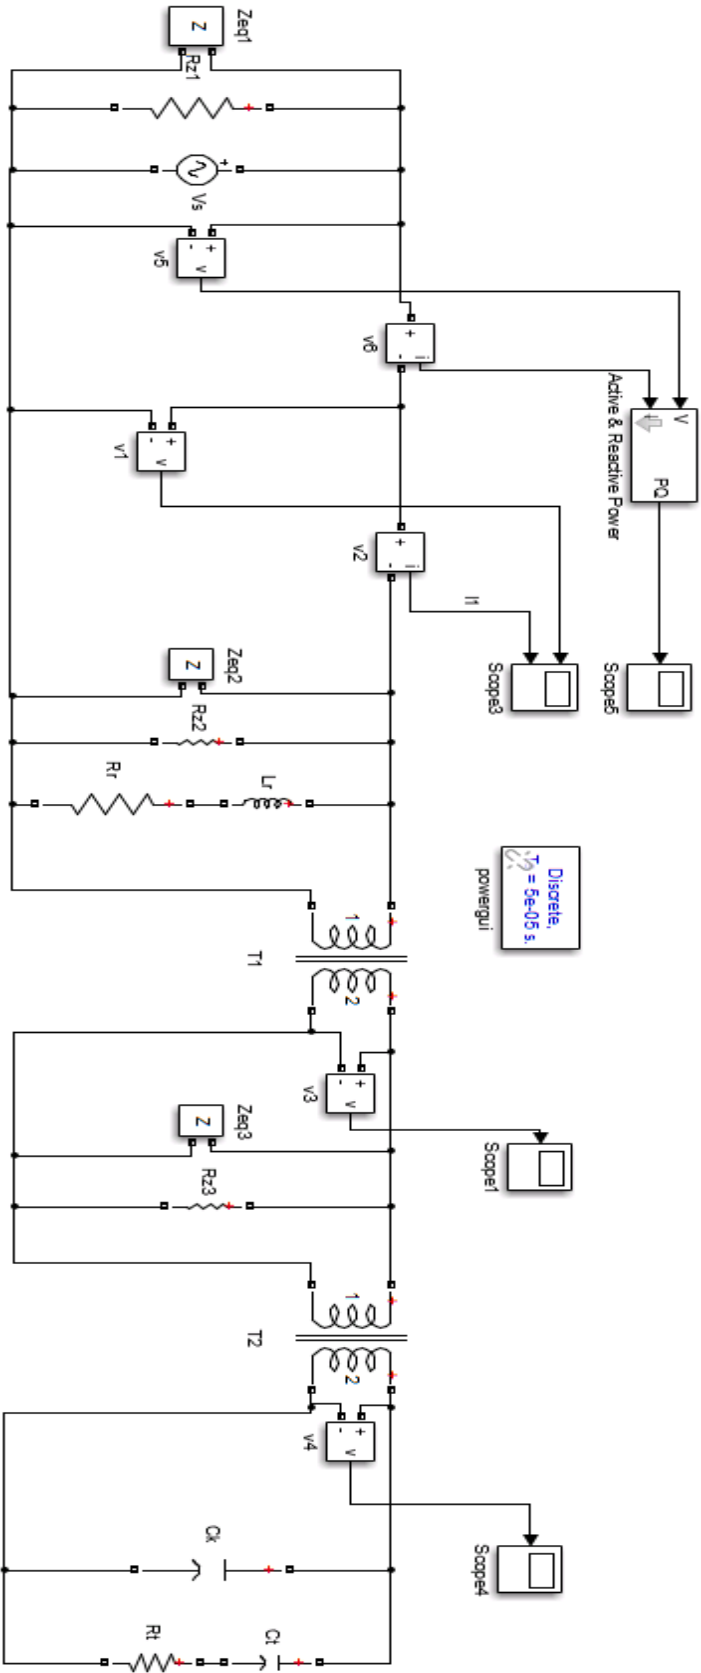 Zeq1
Z
Rz1
+
+
Vs
+
-
v
v5
+
-
i
v6
V
I
PQ
Active & Reactive Power
Scope5
+
-
v
v1
+
-
i
v2
I1
Scope3
Zeq2
Z
Rz2
+
Rr
+
Lr
+
Discrete,
T = 5e-05 s.
powergui
1
2
+
+
T1
+
-
v
v3
Scope1
Zeq3
Z
Rz3
+
1
2
+
+
T2
+
-
v
v4
Scope4
Ck
+
Rt
+
Ct
+